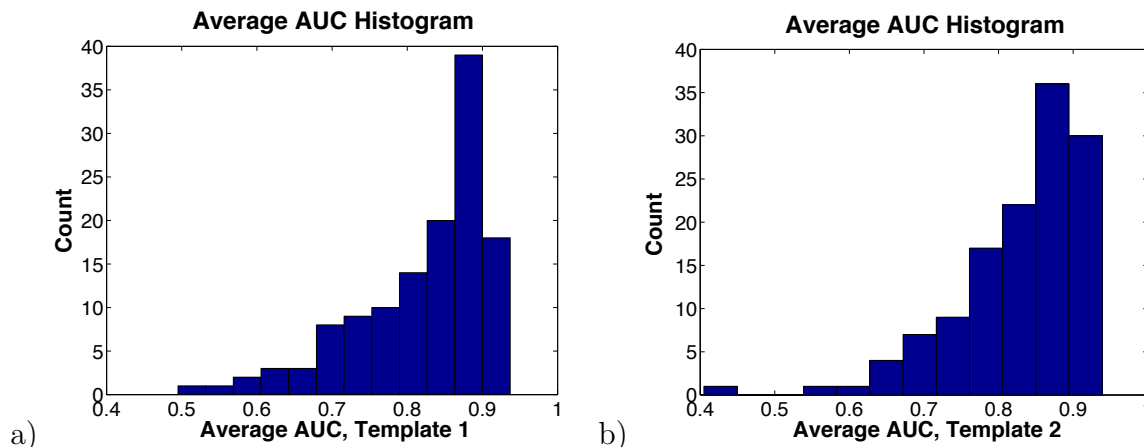 Average AUC Histogram
40
35
30
25
20
15
10
5
0
Count
0.4 0.5 0.6 0.7 0.8 0.9 1
Average AUC, Template 1
a)
Average AUC Histogram
40
35
30
25
20
15
10
5
0
Count
0.4 0.5 0.6 0.7 0.8 0.9
Average AUC, Template 2
b)